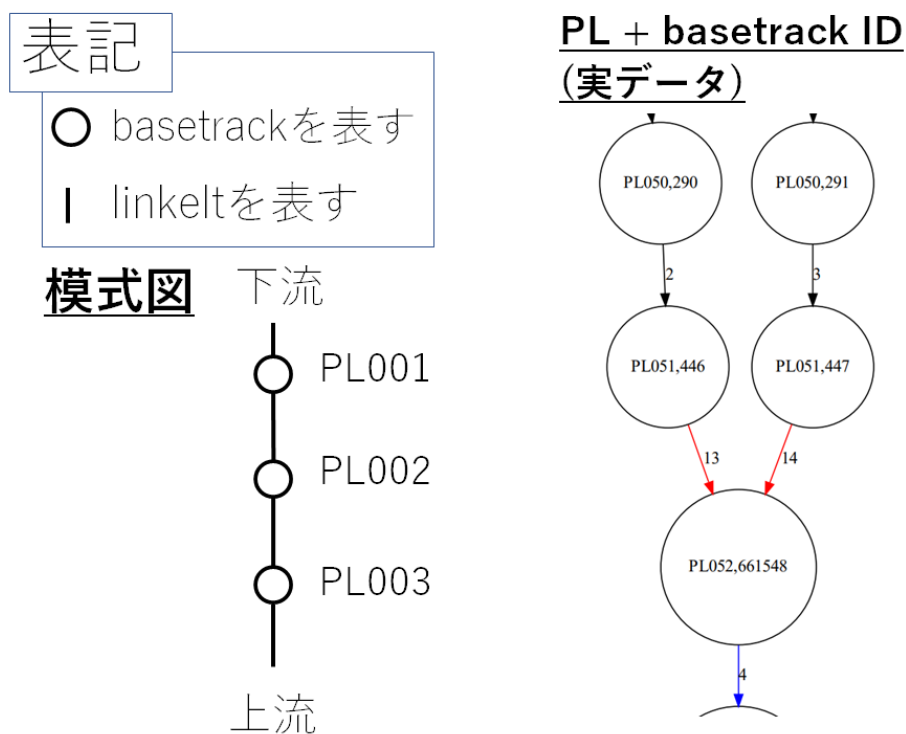 表記
basetrackを表す
linkeltを表す
模式図
下流
PL001
PL002
PL003
上流
PL + basetrack ID
(実データ)
PL050,290
PL050,291
2
3
PL051,446
PL051,447
13
14
PL052,661548
4